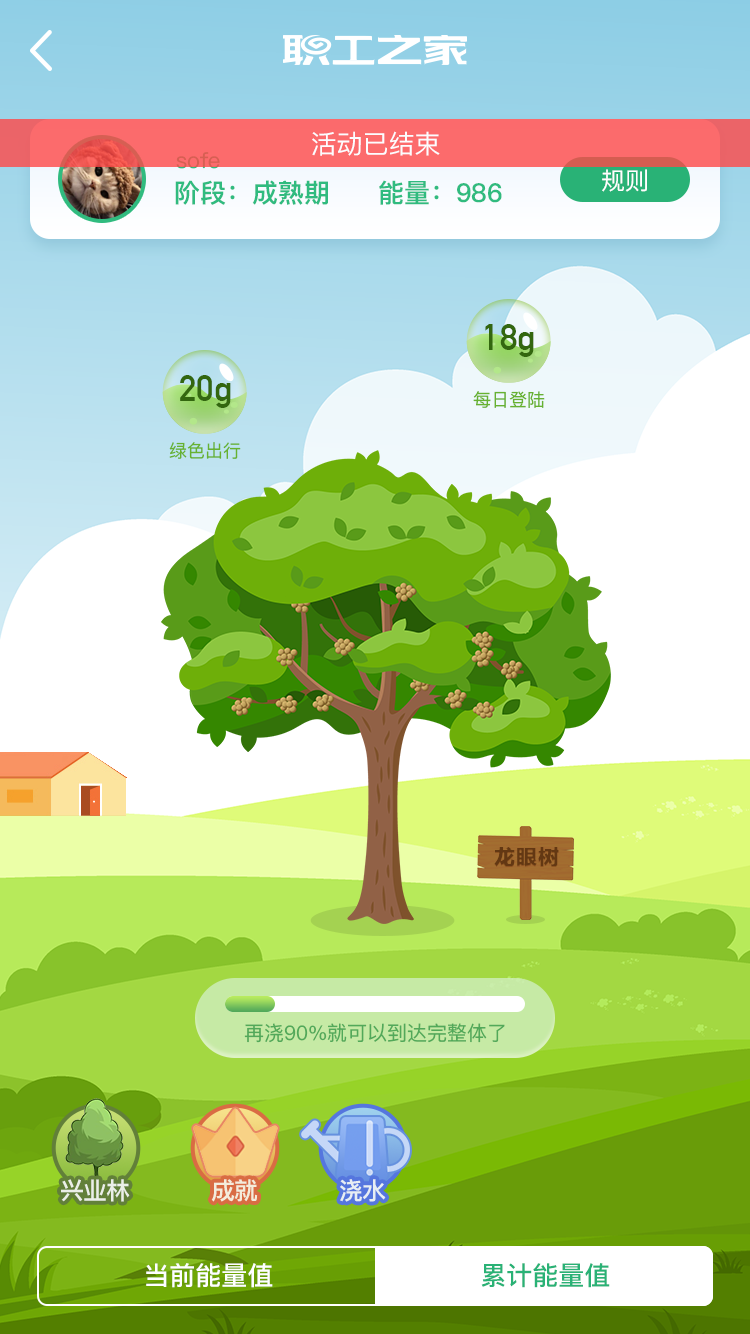 职工之家
活动已结束
sofe
阶段：成熟期 能量：986
规则
18g
每日登陆
20g
绿色出行
龙眼树
再浇90%就可以到达完整体了
兴业林 成就 浇水
当前能量值 累计能量值